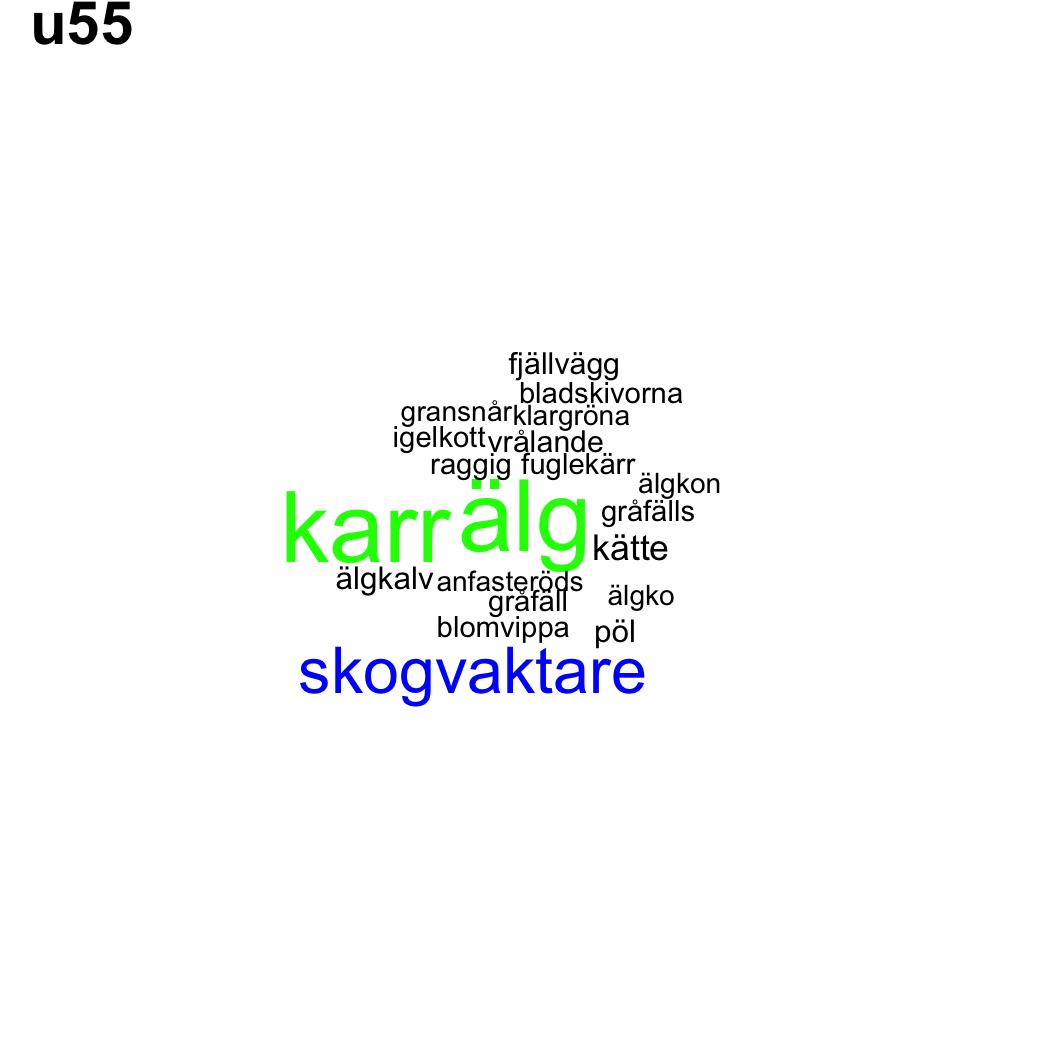 u55
fjällvägg
bladskivorna
gransnår klargröna
igelkott vrålande
raggig fuglekärr
älgkon
karr älg gråfälls
kätte
älgkalv anfasteröds
gråfäll älgko
blomvippa pöl
skogvaktare